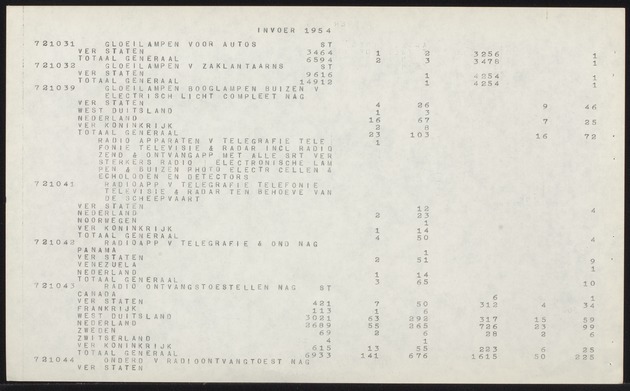 INVOER 1954
721031 GLOEILAMPEN VOOR AUTOS ST
VER STATEN 3464 1 2 3256 1
TOTAAL GENERAAL 6594 2 3 3478 1
721032 GLOEILAMPEN V ZAKLANTAARNS ST
VER STATEN 9616 1 4254 1
TOTAAL GENERAAL 14912 1 4254 1
721039 GLOEILAMPEN BOOGLAMPEN BUIZEN V
ELECTRISCH LICHT COMPLEET NAG
VER STATEN 4 26 9 46
WEST DUITSLAND 1 3
NEDERLAND 16 67 7 25
VER KONINKRIJK 2 8
TOTAAL GENERAAL 23 103 16 72
RADIO APPARATEN V TELEGRAFIE TELE 1
FONIE TELEVISIE & RADAR INCL RADIO
ZEND & ONTVANGAPP MET ALLE SRT VER
STERKERS RADIO ELECTRONISCHE LAM
PEN & BUIZEN PHOTO ELECTR CELLEN &
ECHOLODEN EN DETECTORS
721041 RADIOAPP V TELEGRAFIE TELEFONIE
TELEVISIE & RADAR TEN BEHOEVE VAN
DE SCHEEPVAART
VER STATEN 12 4
NEDERLAND 2 23
NOORWEGEN 1
VER KONINKRIJK 1 14
TOTAAL GENERAAL 4 50 4
721042 RADIOAPP V TELEGRAFIE & OND NAG
PANAMA 1
VER STATEN 2 51 9
VENEZUELA 1
NEDERLAND 1 14
TOTAAL GENERAAL 3 65 10
721043 RADIO ONTVANGSTOESTELLEN NAG ST
CANADA 6 1
VER STATEN 421 7 50 312 4 34
FRANKRIJK 113 1 6
WEST DUITSLAND 3021 63 292 317 15 59
NEDERLAND 2689 55 265 726 23 99
ZWEDEN 69 2 6 28 2 6
ZWITSERLAND 4 1
VER KONINKRIJK 615 13 55 223 6 25
TOTAAL GENERAAL 6933 141 676 1615 50 225
721044 ONDERD V RADIOONTVANGTOEST NAG
VER STATEN